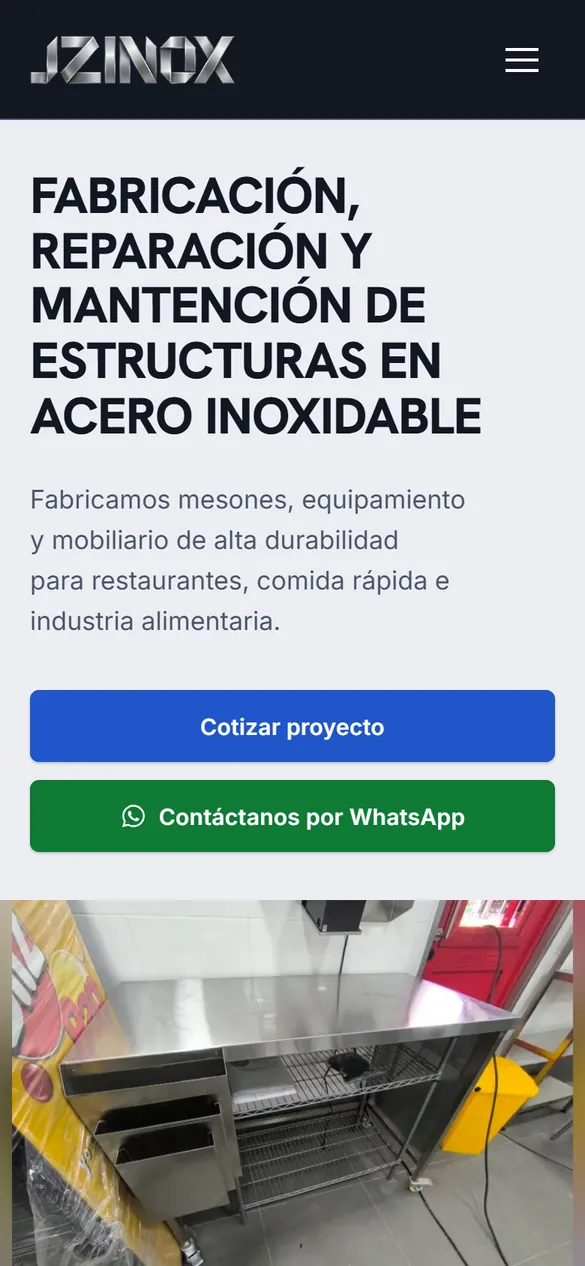 JZINOX
FABRICACIÓN,
REPARACIÓN Y
MANTENCIÓN DE
ESTRUCTURAS EN
ACERO INOXIDABLE
Fabricamos mesones, equipamiento
y mobiliario de alta durabilidad
para restaurantes, comida rápida e
industria alimentaria.
Cotizar proyecto
Contáctanos por WhatsApp